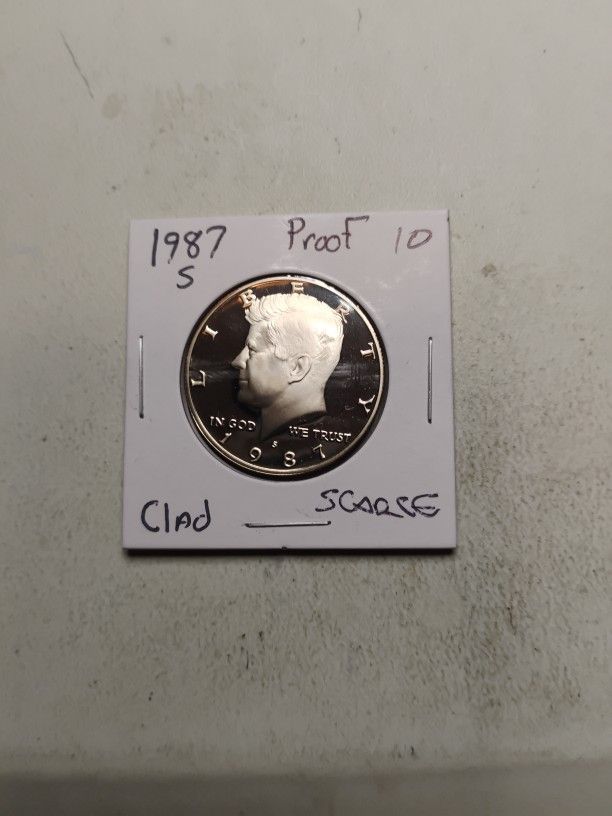 1987 Proof 10
S
LIBERTY
IN GOD WE TRUST
S
1987
Clad SCARSE